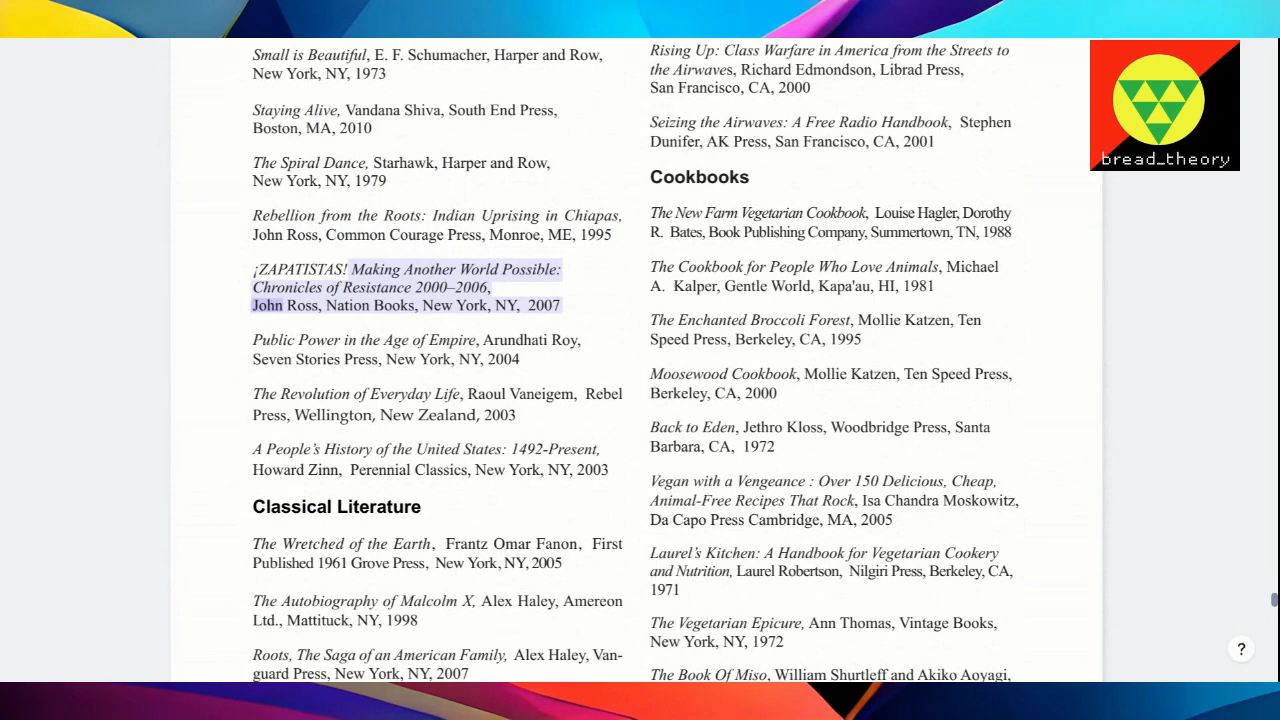 Small is Beautiful, E. F. Schumacher, Harper and Row,
New York, NY, 1973
Staying Alive, Vandana Shiva, South End Press,
Boston, MA, 2010
The Spiral Dance, Starhawk, Harper and Row,
New York, NY, 1979
Rebellion from the Roots: Indian Uprising in Chiapas,
John Ross, Common Courage Press, Monroe, ME, 1995
¡ZAPATISTAS! Making Another World Possible:
Chronicles of Resistance 2000–2006,
John Ross, Nation Books, New York, NY, 2007
Public Power in the Age of Empire, Arundhati Roy,
Seven Stories Press, New York, NY, 2004
The Revolution of Everyday Life, Raoul Vaneigem, Rebel
Press, Wellington, New Zealand, 2003
A People’s History of the United States: 1492-Present,
Howard Zinn, Perennial Classics, New York, NY, 2003
Classical Literature
The Wretched of the Earth, Frantz Omar Fanon, First
Published 1961 Grove Press, New York, NY, 2005
The Autobiography of Malcolm X, Alex Haley, Amereon
Ltd., Mattituck, NY, 1998
Roots, The Saga of an American Family, Alex Haley, Van-
guard Press, New York, NY, 2007
Rising Up: Class Warfare in America from the Streets to
the Airwaves, Richard Edmondson, Librad Press,
San Francisco, CA, 2000
Seizing the Airwaves: A Free Radio Handbook, Stephen
Dunifer, AK Press, San Francisco, CA, 2001
Cookbooks
The New Farm Vegetarian Cookbook, Louise Hagler, Dorothy
R. Bates, Book Publishing Company, Summertown, TN, 1988
The Cookbook for People Who Love Animals, Michael
A. Kalper, Gentle World, Kapa'au, HI, 1981
The Enchanted Broccoli Forest, Mollie Katzen, Ten
Speed Press, Berkeley, CA, 1995
Moosewood Cookbook, Mollie Katzen, Ten Speed Press,
Berkeley, CA, 2000
Back to Eden, Jethro Kloss, Woodbridge Press, Santa
Barbara, CA, 1972
Vegan with a Vengeance : Over 150 Delicious, Cheap,
Animal-Free Recipes That Rock, Isa Chandra Moskowitz,
Da Capo Press Cambridge, MA, 2005
Laurel’s Kitchen: A Handbook for Vegetarian Cookery
and Nutrition, Laurel Robertson, Nilgiri Press, Berkeley, CA,
1971
The Vegetarian Epicure, Ann Thomas, Vintage Books,
New York, NY, 1972
The Book Of Miso, William Shurtleff and Akiko Aoyagi,
bread_theory
?